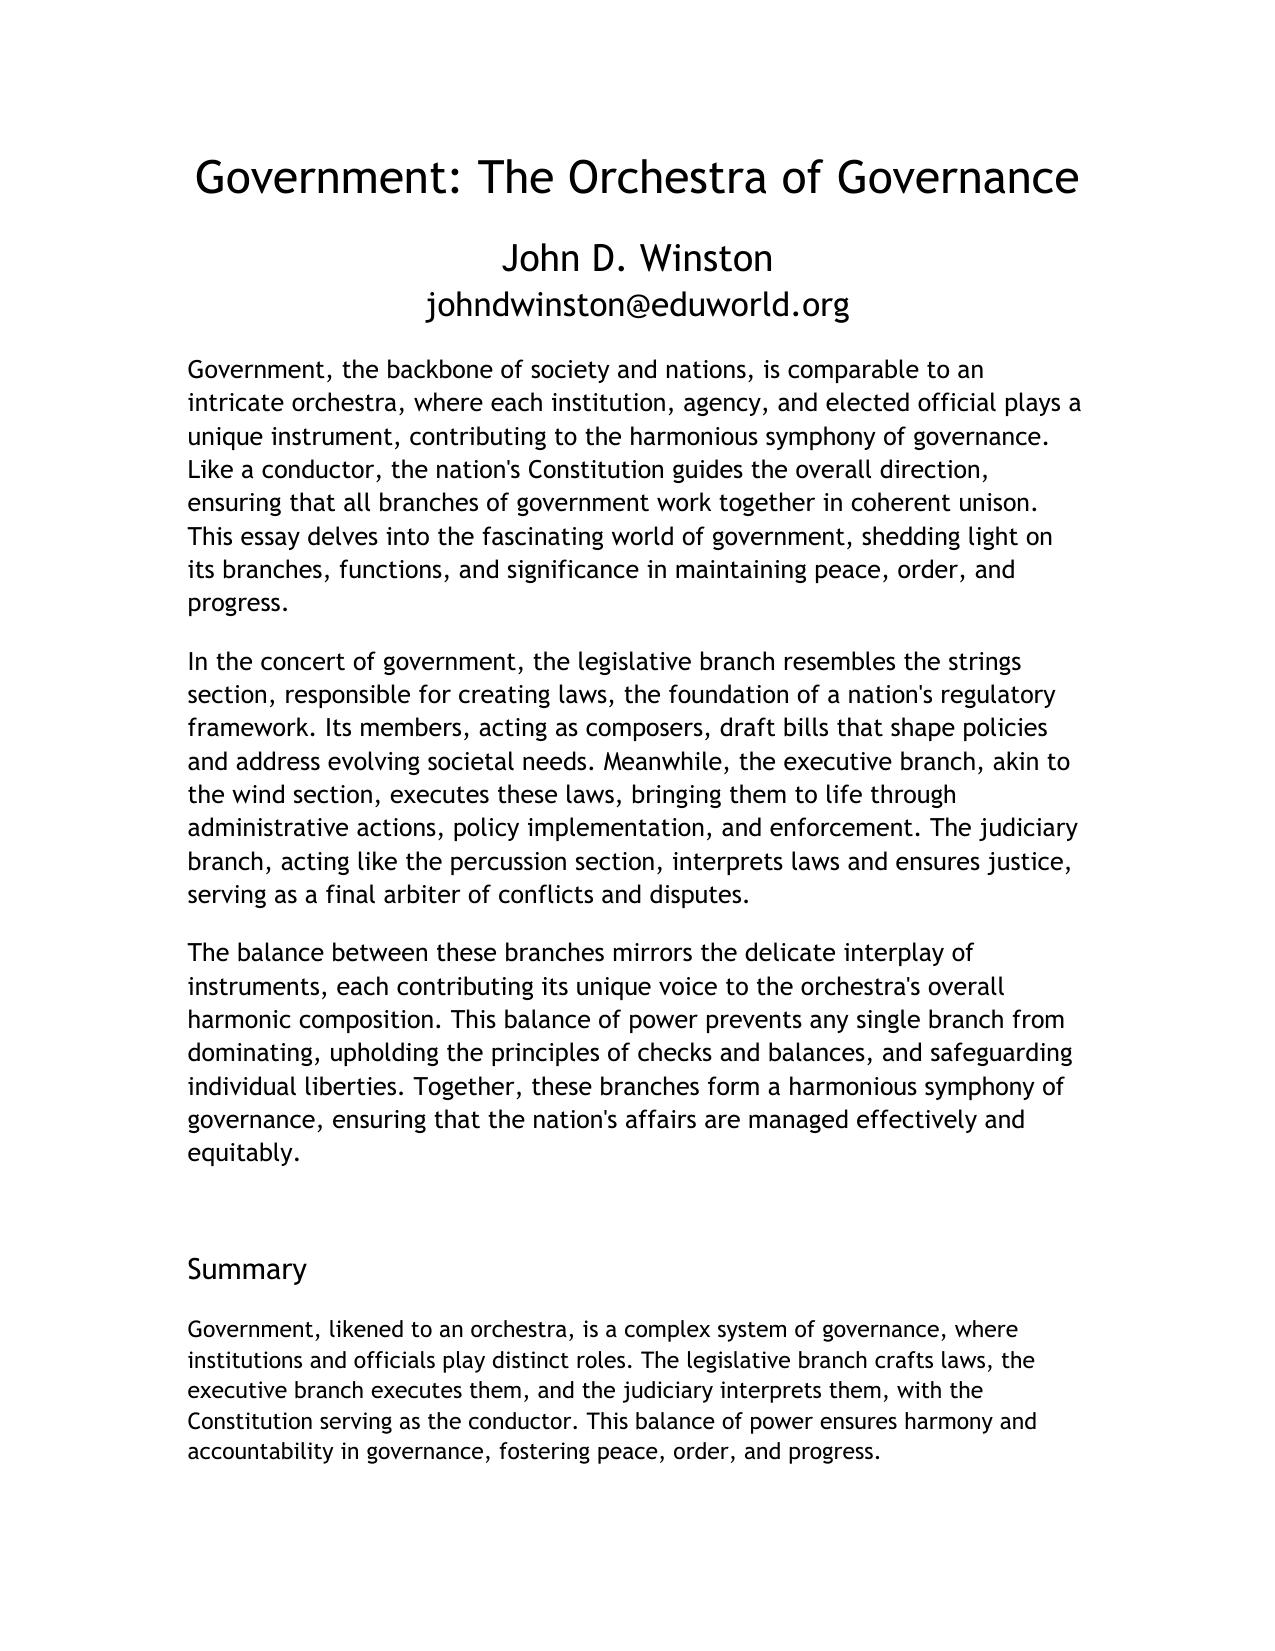 Government: The Orchestra of Governance
John D. Winston
johndwinston@eduworld.org
Government, the backbone of society and nations, is comparable to an
intricate orchestra, where each institution, agency, and elected official plays a
unique instrument, contributing to the harmonious symphony of governance.
Like a conductor, the nation's Constitution guides the overall direction,
ensuring that all branches of government work together in coherent unison.
This essay delves into the fascinating world of government, shedding light on
its branches, functions, and significance in maintaining peace, order, and
progress.
In the concert of government, the legislative branch resembles the strings
section, responsible for creating laws, the foundation of a nation's regulatory
framework. Its members, acting as composers, draft bills that shape policies
and address evolving societal needs. Meanwhile, the executive branch, akin to
the wind section, executes these laws, bringing them to life through
administrative actions, policy implementation, and enforcement. The judiciary
branch, acting like the percussion section, interprets laws and ensures justice,
serving as a final arbiter of conflicts and disputes.
The balance between these branches mirrors the delicate interplay of
instruments, each contributing its unique voice to the orchestra's overall
harmonic composition. This balance of power prevents any single branch from
dominating, upholding the principles of checks and balances, and safeguarding
individual liberties. Together, these branches form a harmonious symphony of
governance, ensuring that the nation's affairs are managed effectively and
equitably.
Summary
Government, likened to an orchestra, is a complex system of governance, where
institutions and officials play distinct roles. The legislative branch crafts laws, the
executive branch executes them, and the judiciary interprets them, with the
Constitution serving as the conductor. This balance of power ensures harmony and
accountability in governance, fostering peace, order, and progress.